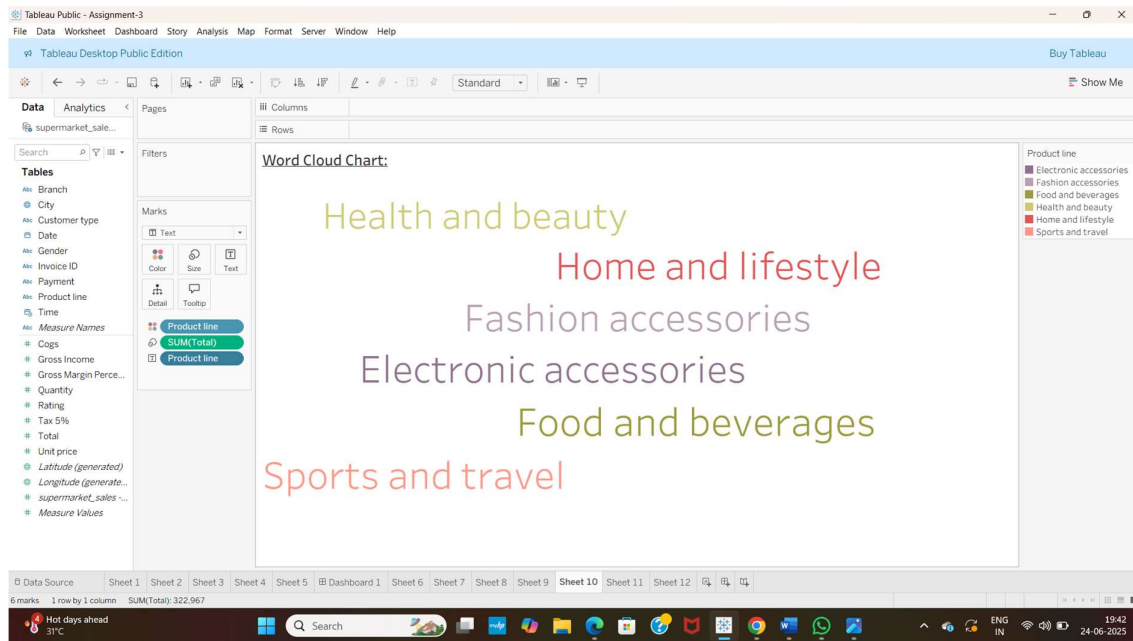 Tableau Public - Assignment-3
File Data Worksheet Dashboard Story Analysis Map Format Server Window Help
Tableau Desktop Public Edition
Buy Tableau
Standard
Show Me
Data Analytics
supermarket_sale...
Search
Tables
Abc Branch
City
Abc Customer type
Date
Abc Gender
Abc Invoice ID
Abc Payment
Abc Product line
Time
Abc Measure Names
# Cogs
# Gross Income
# Gross Margin Perce...
# Quantity
# Rating
# Tax 5%
# Total
# Unit price
Latitude (generated)
Longitude (generate...
# supermarket_sales -...
# Measure Values
Pages
Filters
Marks
Text
Color Size Text
Detail Tooltip
Product line
SUM(Total)
Product line
Columns
Rows
Word Cloud Chart:
Health and beauty
Home and lifestyle
Fashion accessories
Electronic accessories
Food and beverages
Sports and travel
Product line
Electronic accessories
Fashion accessories
Food and beverages
Health and beauty
Home and lifestyle
Sports and travel
Data Source Sheet 1 Sheet 2 Sheet 3 Sheet 4 Sheet 5 Dashboard 1 Sheet 6 Sheet 7 Sheet 8 Sheet 9 Sheet 10 Sheet 11 Sheet 12
6 marks 1 row by 1 column SUM(Total): 322,967
Hot days ahead
31°C
Search
ENG
IN
19:42
24-06-2025